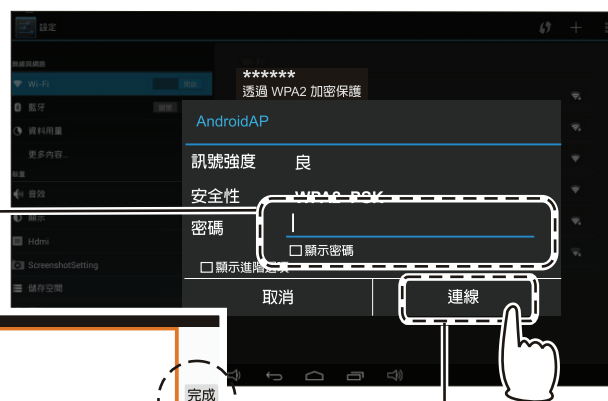 設定
無線與網路
Wi-Fi
藍牙
資料用量
更多內容...
裝置
音效
顯示
Hdmi
ScreenshotSetting
儲存空間
******
透過 WPA2 加密保護
AndroidAP
訊號強度 良
安全性 WPA2 PSK
密碼
顯示密碼
顯示進階選項
取消 連線
完成